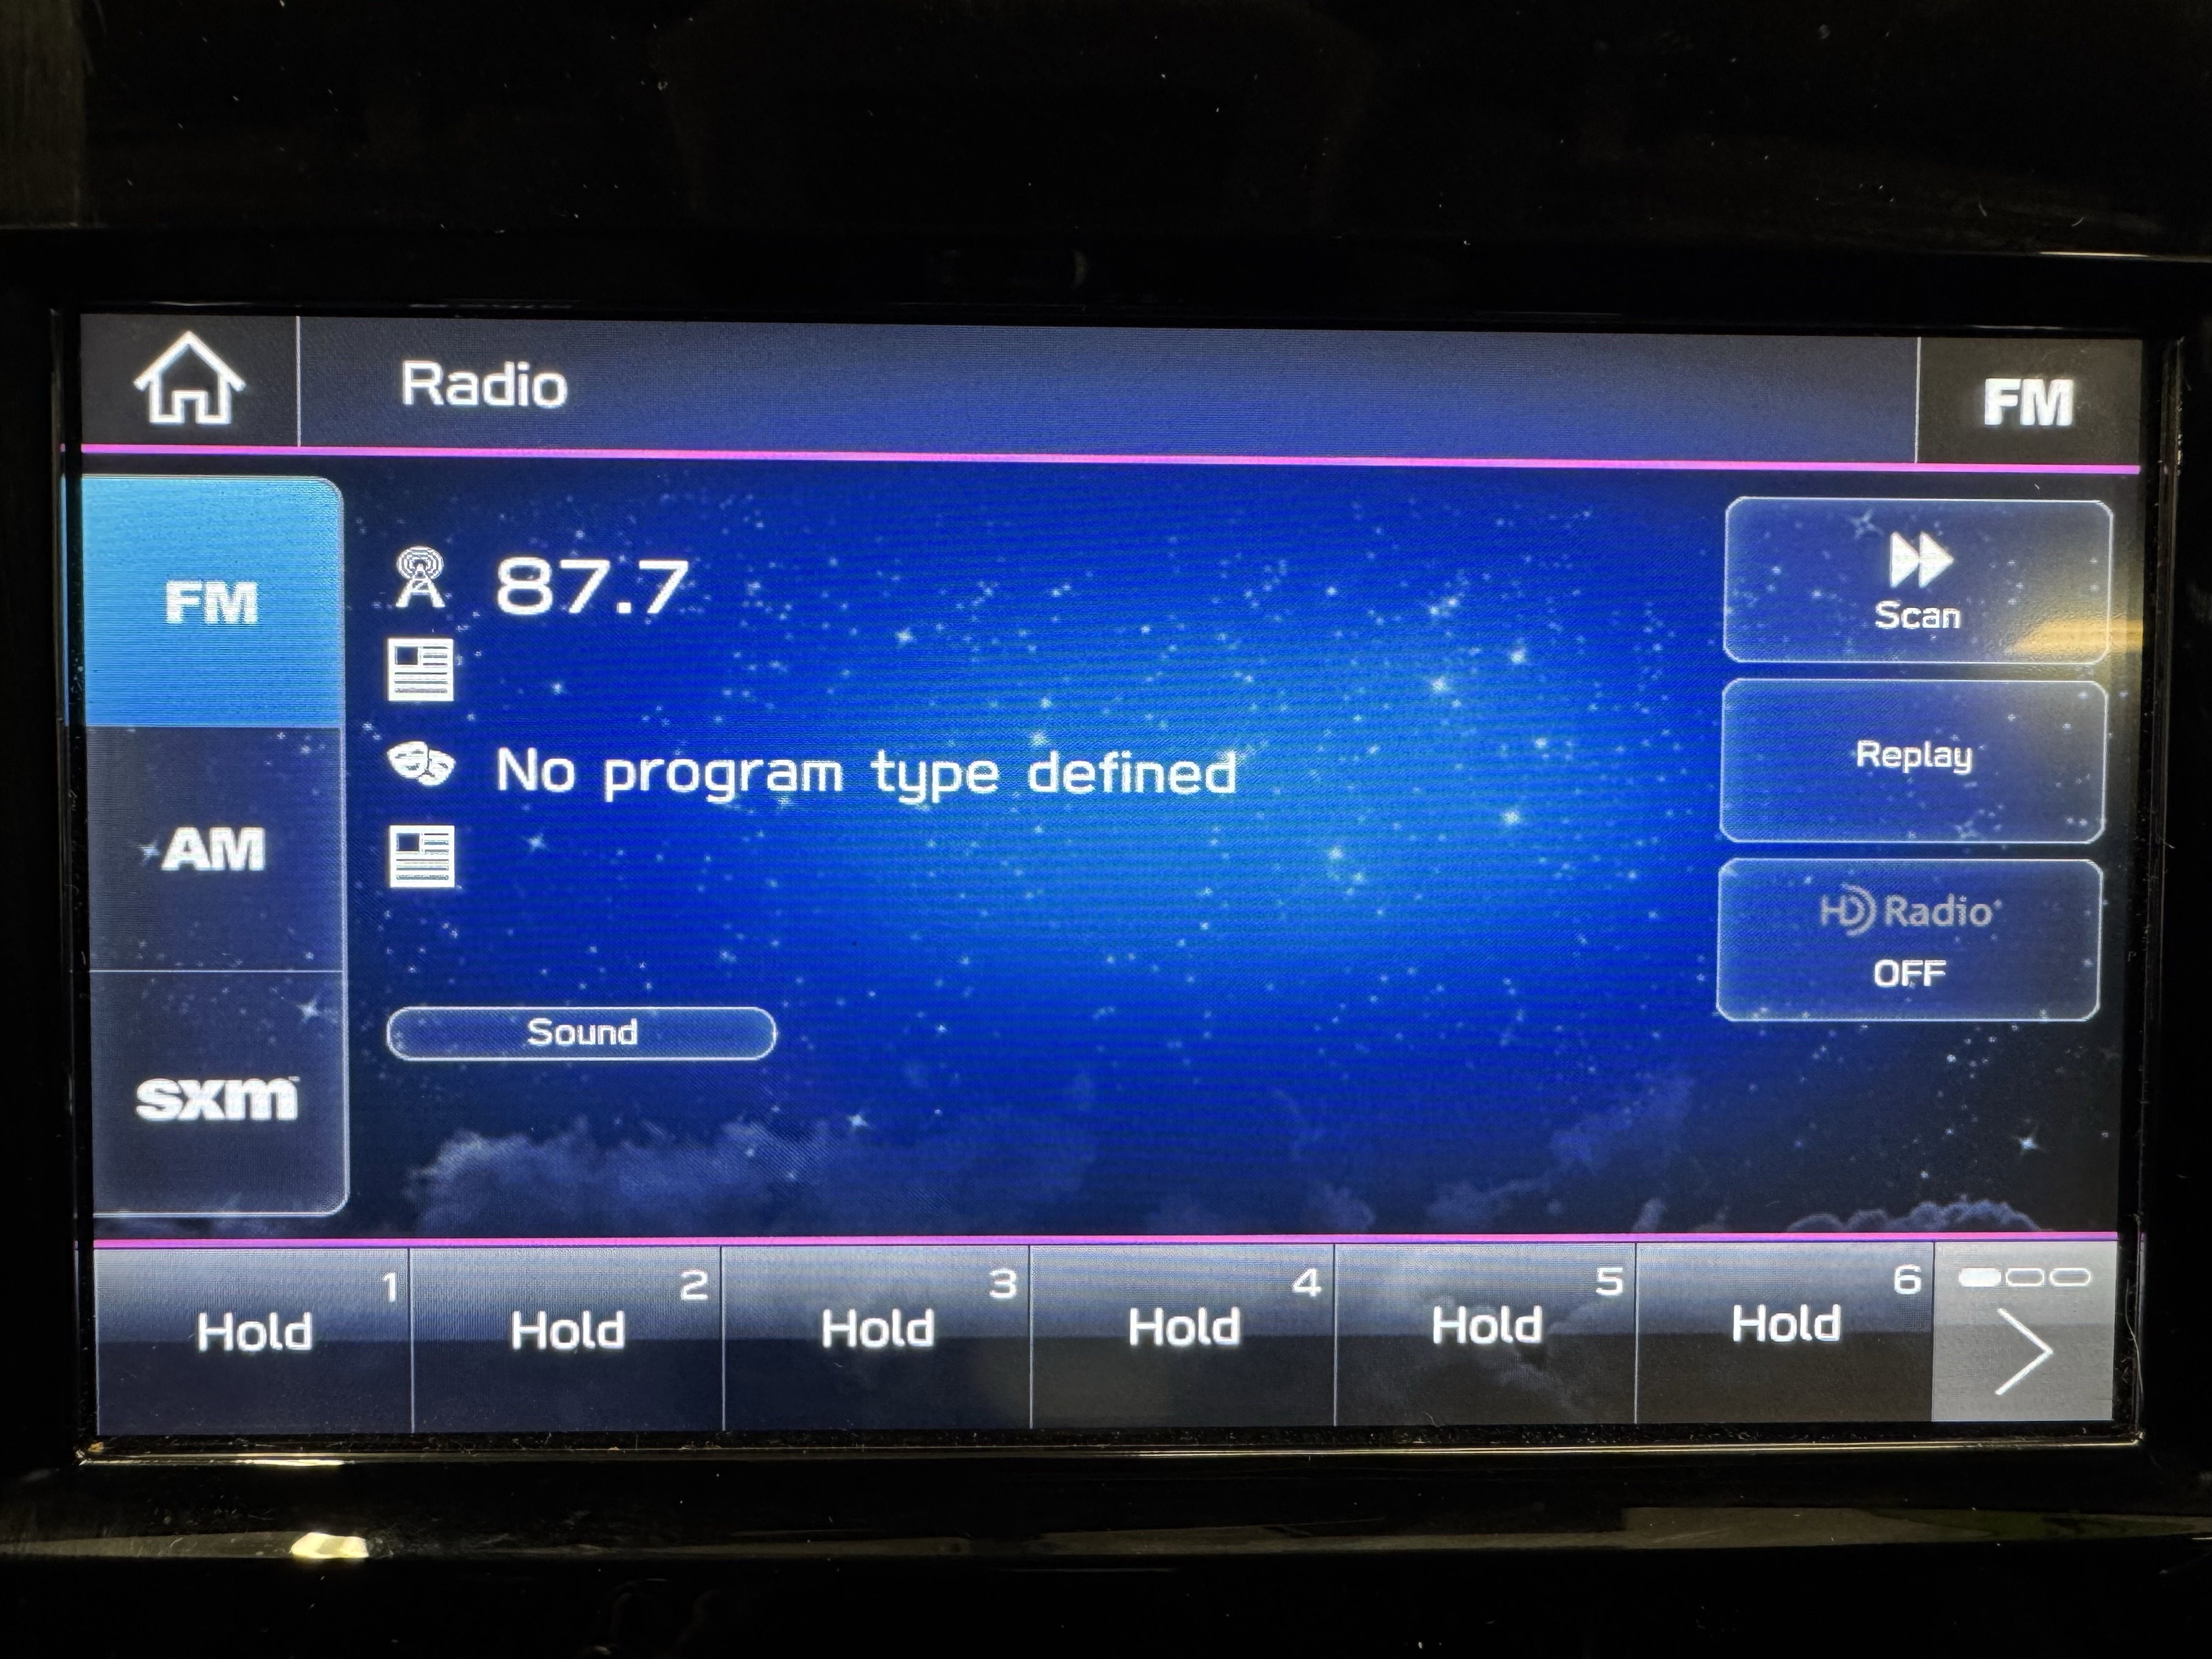 Radio
FM
FM
87.7
Scan
No program type defined
Replay
AM
HD Radio
OFF
Sound
sxm
1
Hold
2
Hold
3
Hold
4
Hold
5
Hold
6
Hold